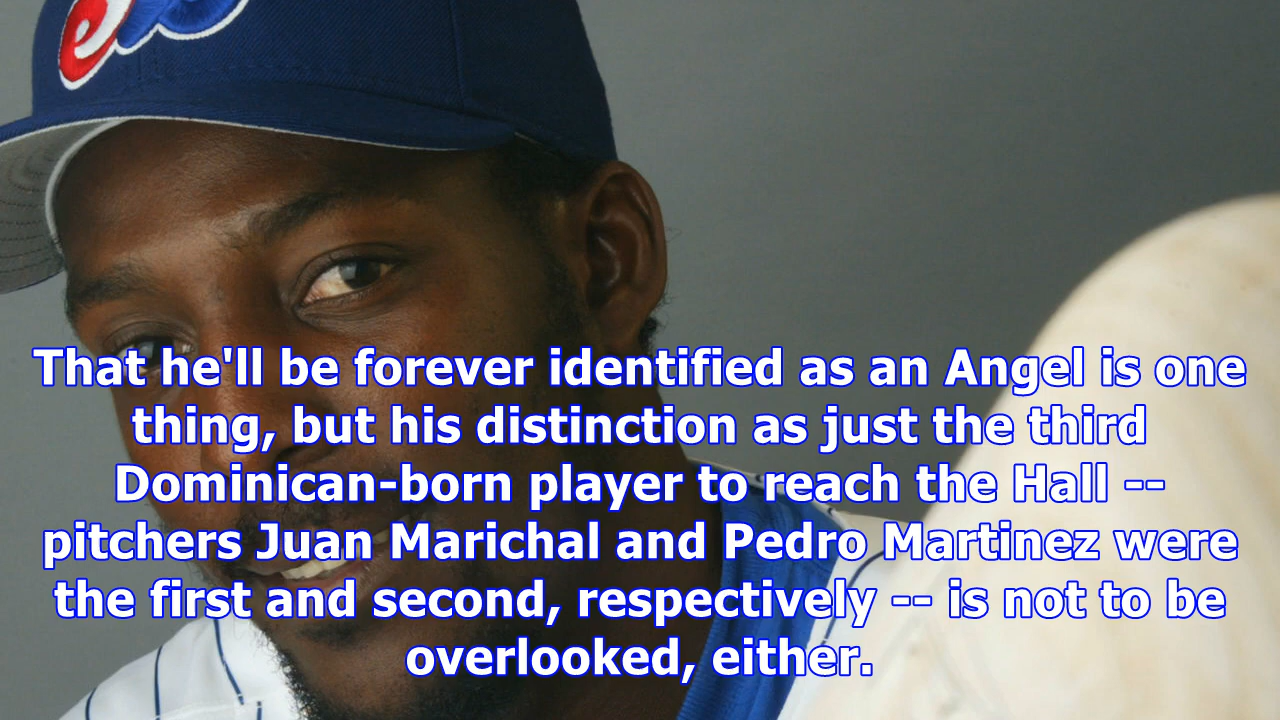 That he'll be forever identified as an Angel is one
thing, but his distinction as just the third
Dominican-born player to reach the Hall --
pitchers Juan Marichal and Pedro Martinez were
the first and second, respectively -- is not to be
overlooked, either.